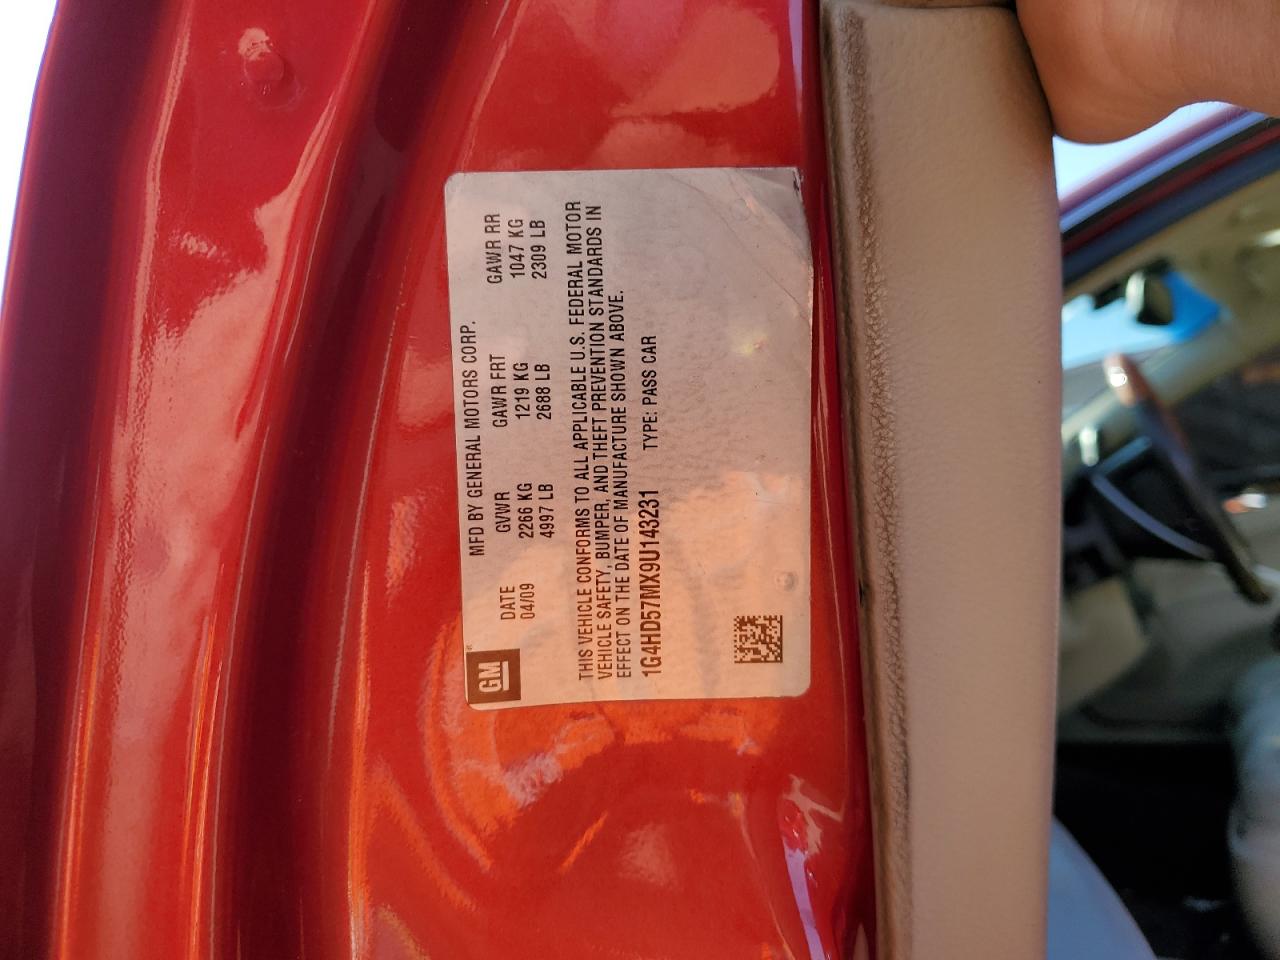 GM
MFD BY GENERAL MOTORS CORP.
DATE GVWR GAWR FRT GAWR RR
04/09 2266 KG 1219 KG 1047 KG
4997 LB 2688 LB 2309 LB
THIS VEHICLE CONFORMS TO ALL APPLICABLE U.S. FEDERAL MOTOR
VEHICLE SAFETY, BUMPER, AND THEFT PREVENTION STANDARDS IN
EFFECT ON THE DATE OF MANUFACTURE SHOWN ABOVE.
1G4HD57MX9U143231 TYPE: PASS CAR